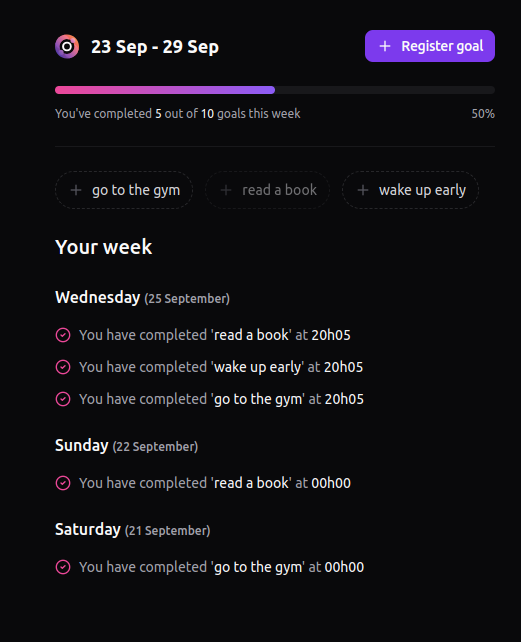 23 Sep - 29 Sep
Register goal
You've completed 5 out of 10 goals this week
50%
go to the gym
read a book
wake up early
Your week
Wednesday (25 September)
You have completed 'read a book' at 20h05
You have completed 'wake up early' at 20h05
You have completed 'go to the gym' at 20h05
Sunday (22 September)
You have completed 'read a book' at 00h00
Saturday (21 September)
You have completed 'go to the gym' at 00h00